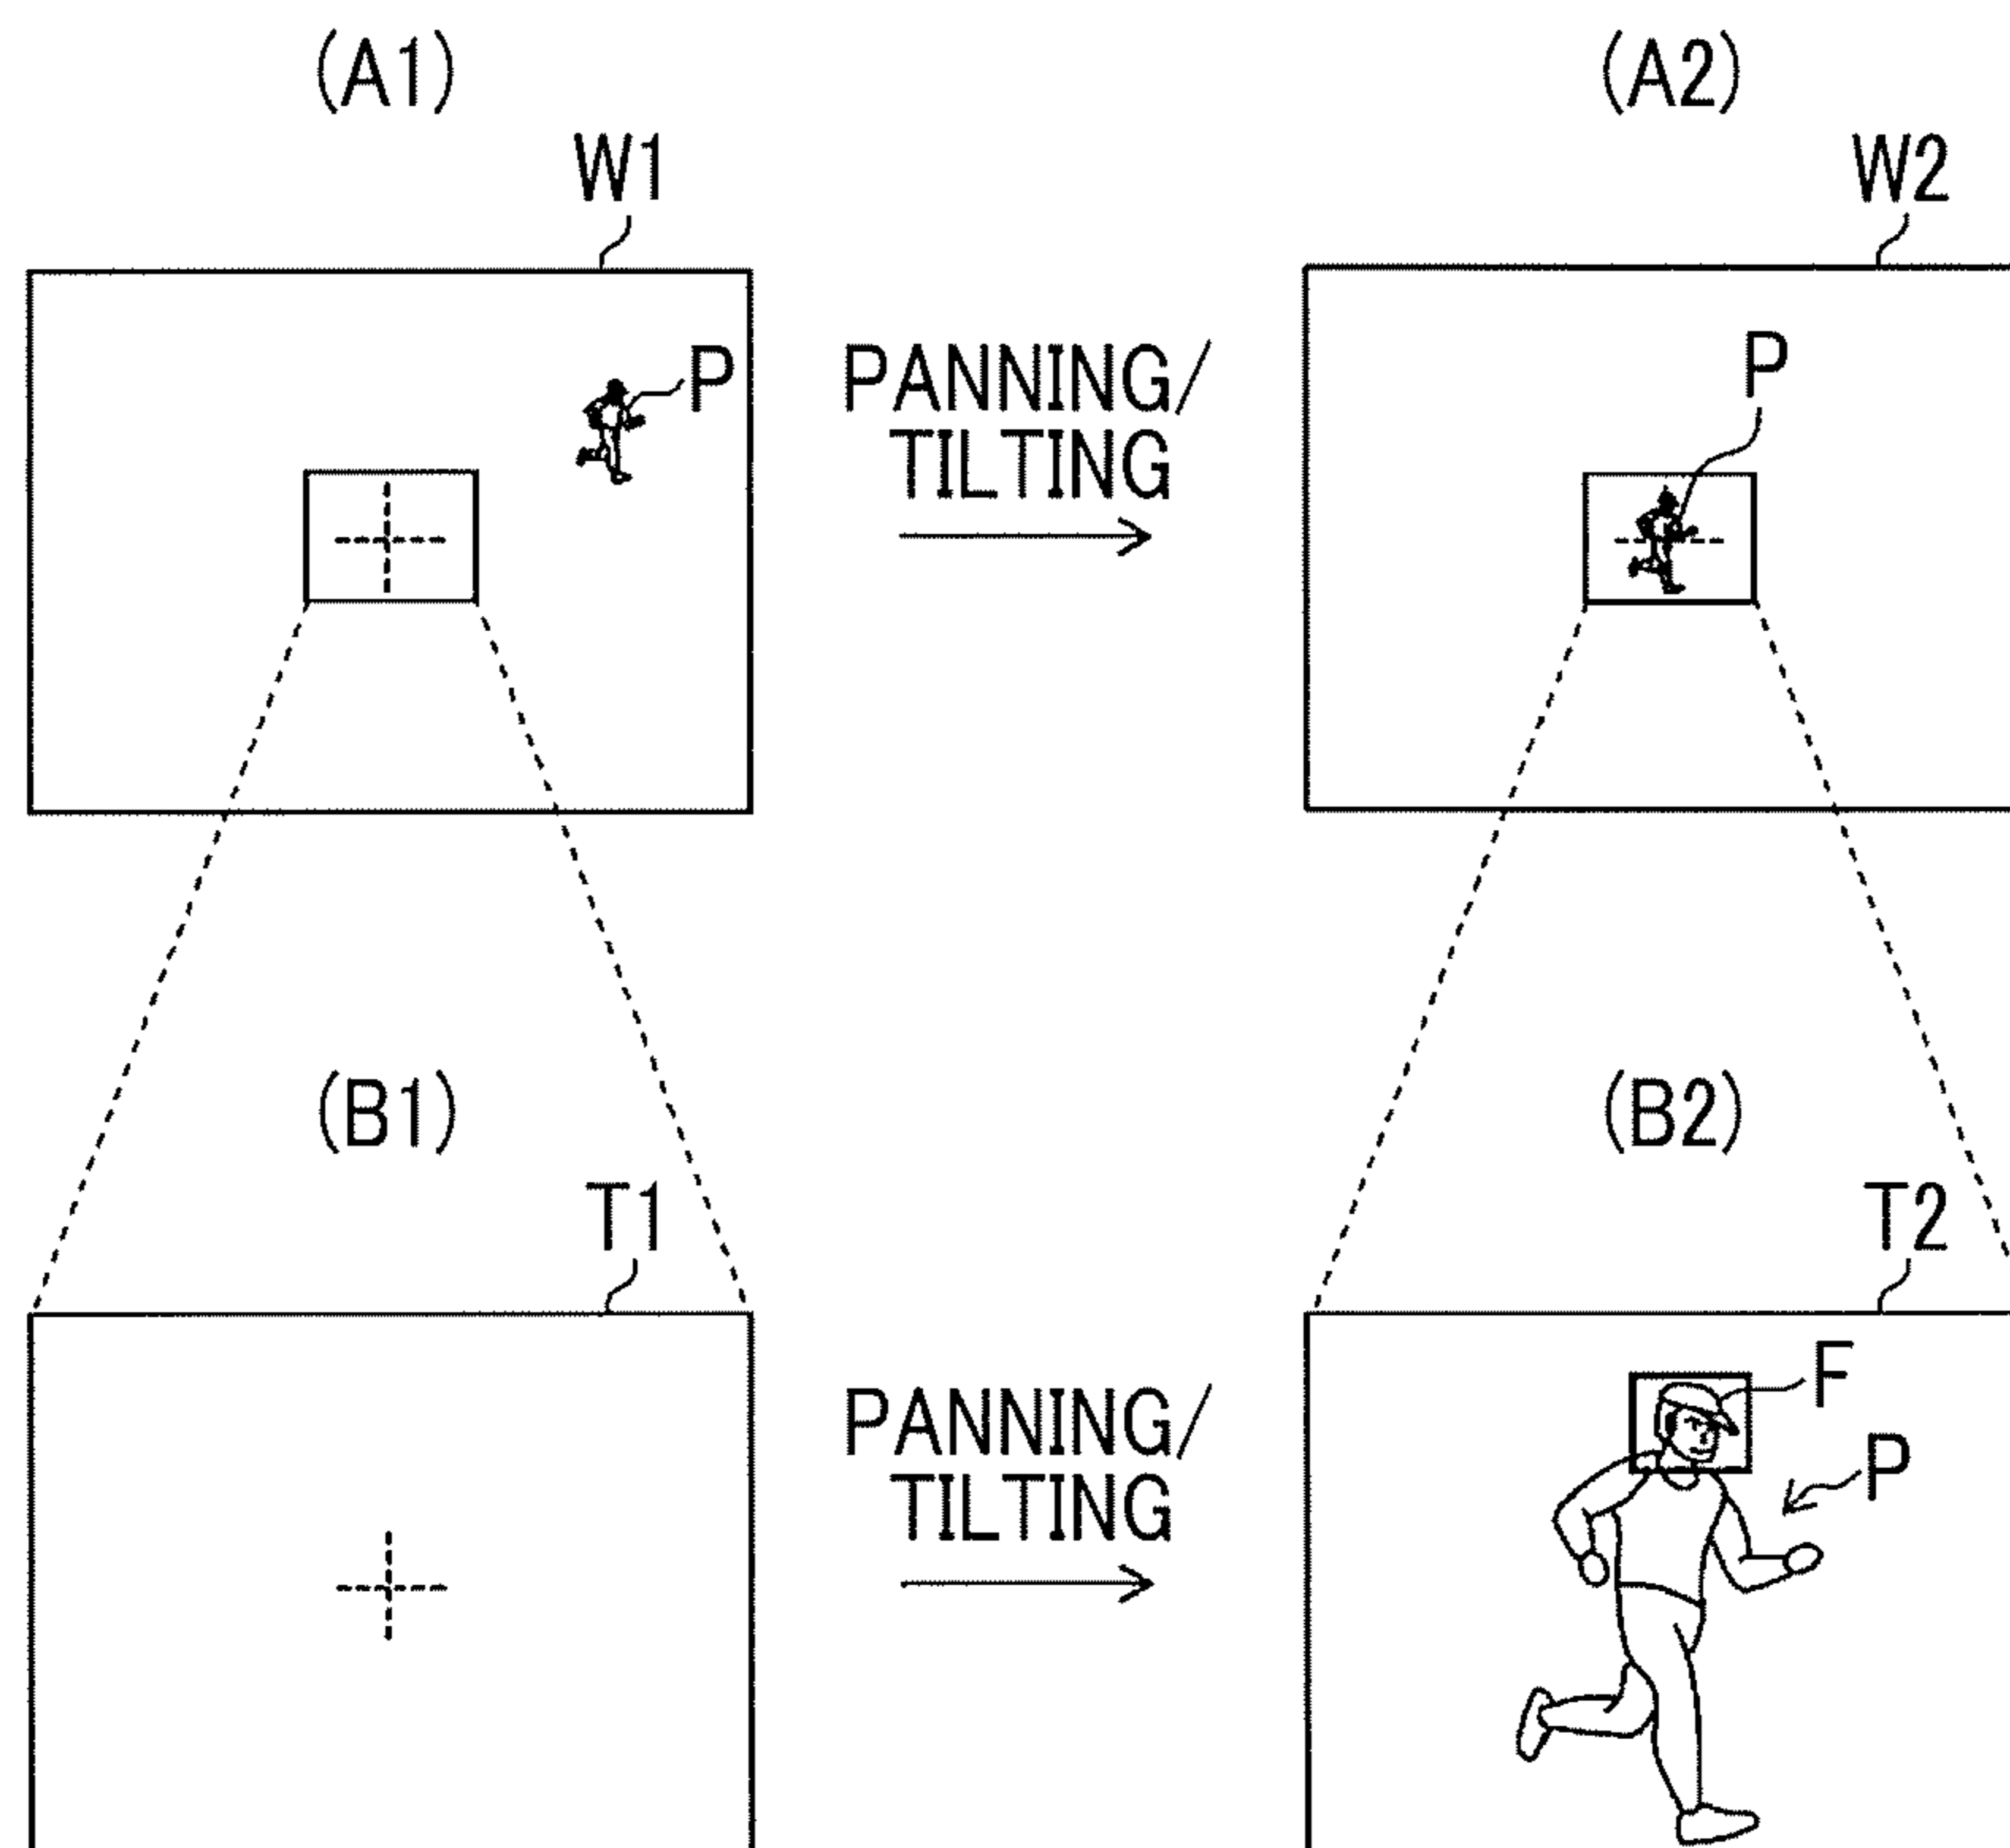 (A1)
W1
P
PANNING/
TILTING
(A2)
W2
P
(B1)
T1
PANNING/
TILTING
(B2)
T2
F
P